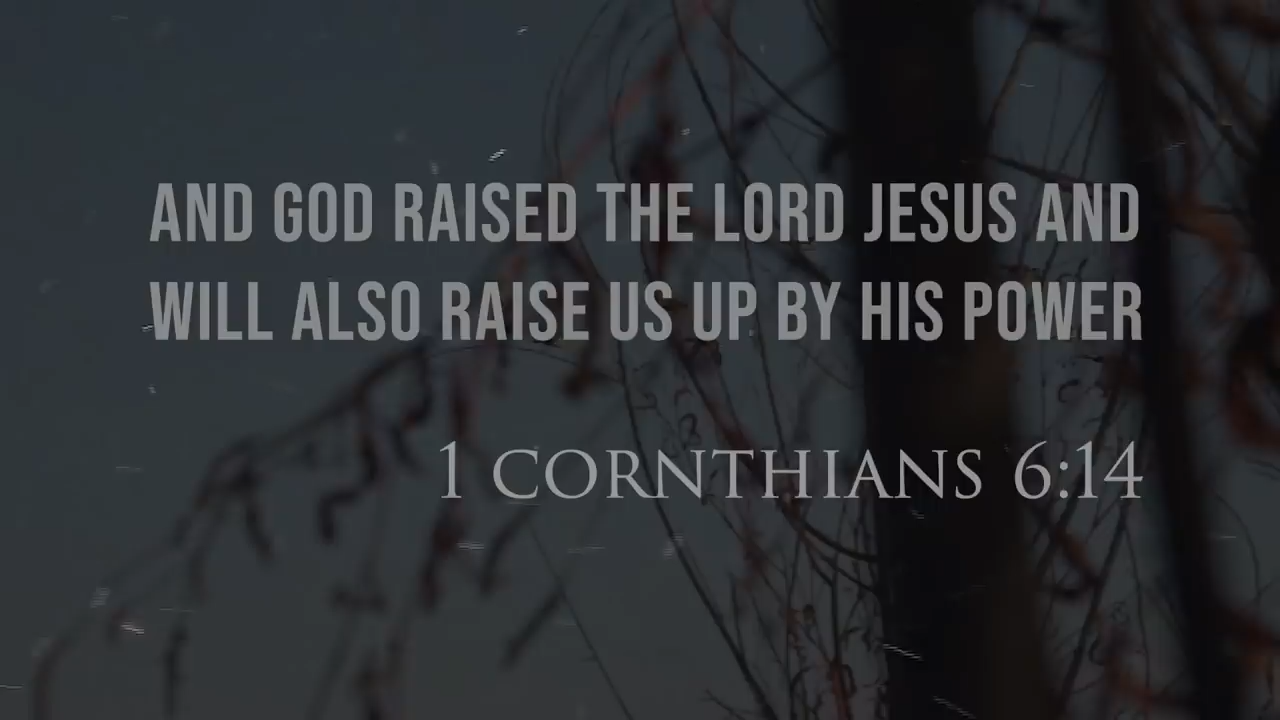 AND GOD RAISED THE LORD JESUS AND
WILL ALSO RAISE US UP BY HIS POWER
1 CORNTHIANS 6:14